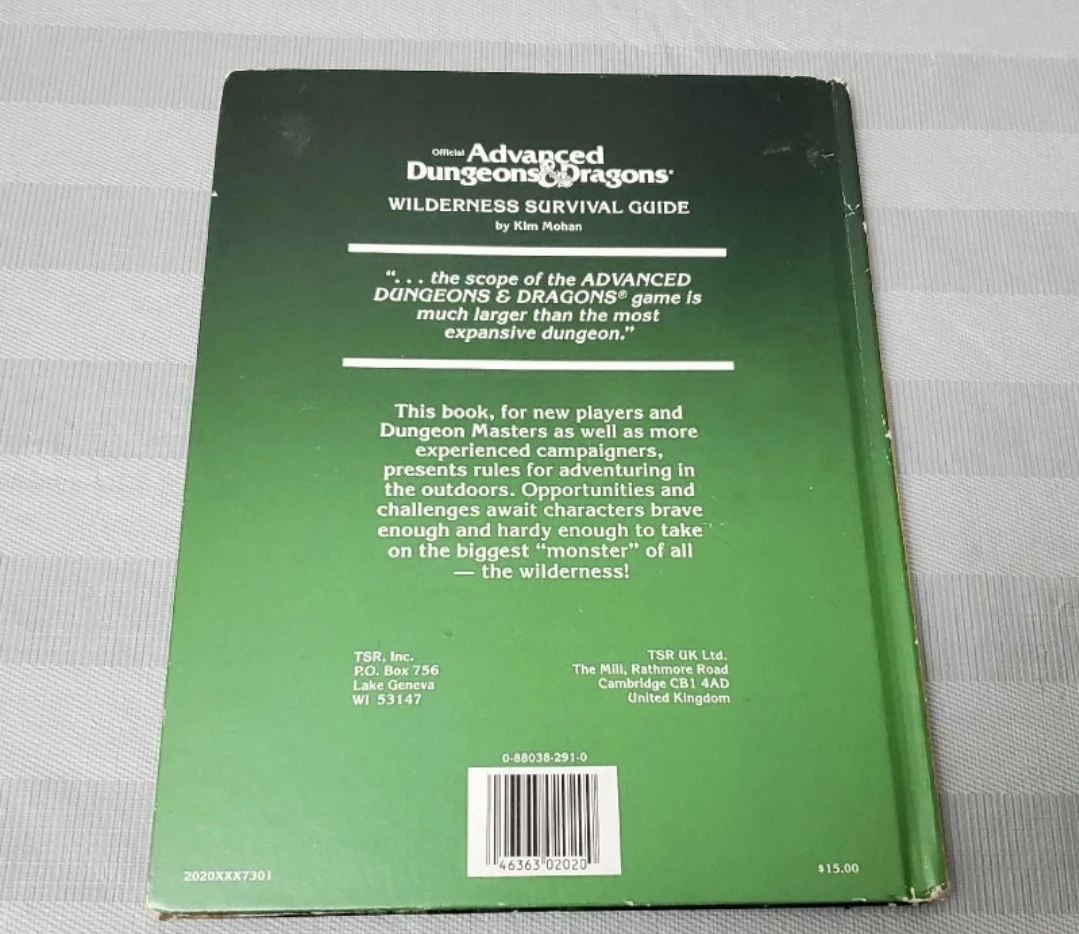 Official Advanced
Dungeons & Dragons®
WILDERNESS SURVIVAL GUIDE
by Kim Mohan
“. . . the scope of the ADVANCED
DUNGEONS & DRAGONS® game is
much larger than the most
expansive dungeon.”
This book, for new players and
Dungeon Masters as well as more
experienced campaigners,
presents rules for adventuring in
the outdoors. Opportunities and
challenges await characters brave
enough and hardy enough to take
on the biggest “monster” of all
— the wilderness!
TSR, Inc.
P.O. Box 756
Lake Geneva
WI 53147
TSR UK Ltd.
The Mill, Rathmore Road
Cambridge CB1 4AD
United Kingdom
0-88038-291-0
46363 02020
2020XXX7301
$15.00